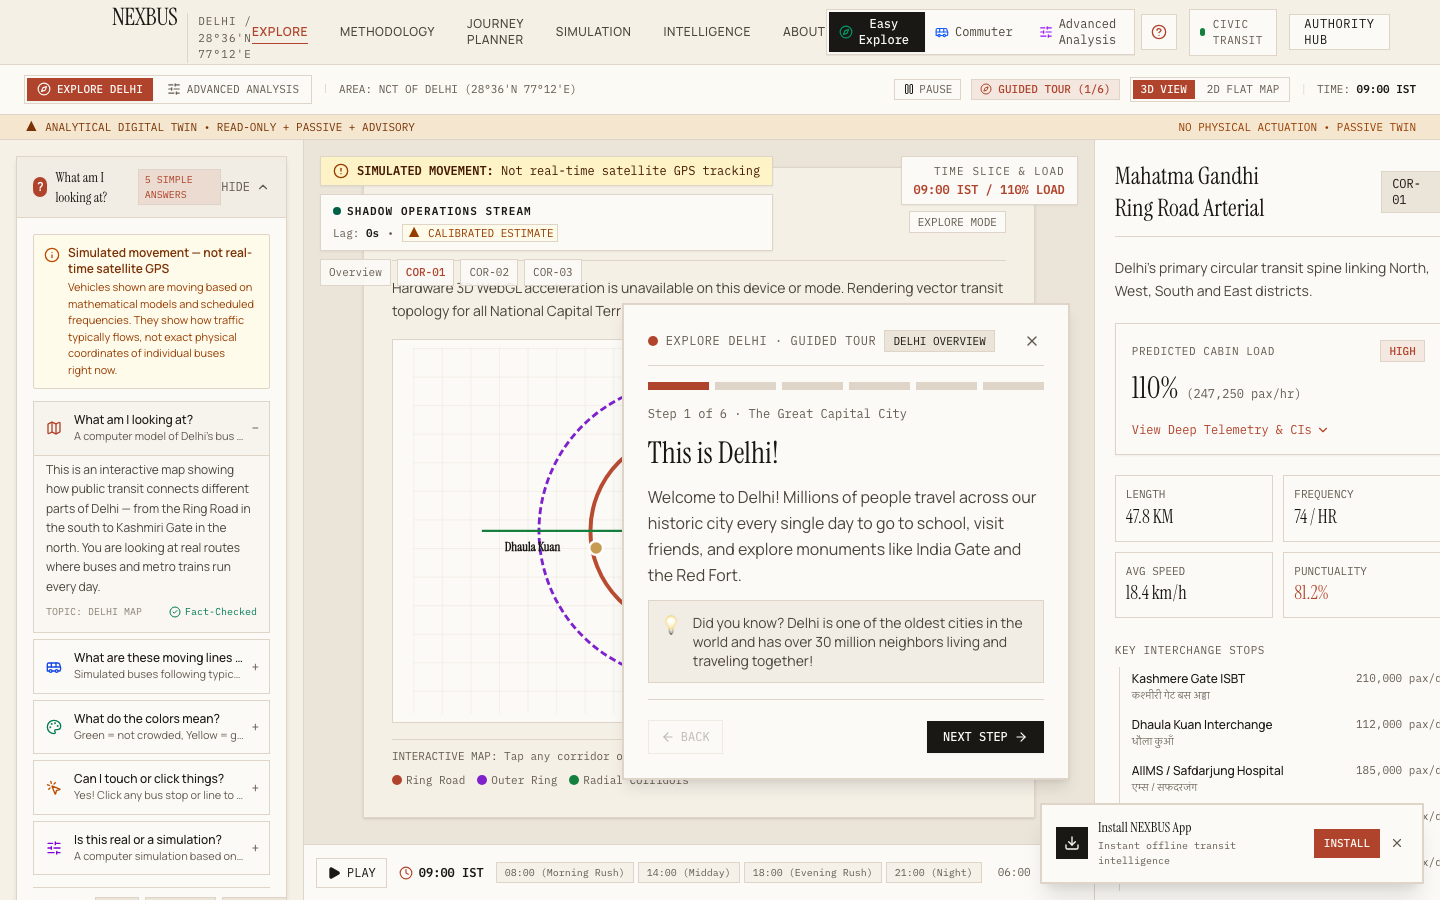 NEXBUS
DELHI /
28°36'N
77°12'E
EXPLORE
METHODOLOGY
JOURNEY
PLANNER
SIMULATION
INTELLIGENCE
ABOUT
Easy
Explore
Commuter
Advanced
Analysis
CIVIC
TRANSIT
AUTHORITY
HUB
EXPLORE DELHI
ADVANCED ANALYSIS
AREA: NCT OF DELHI (28°36'N 77°12'E)
PAUSE
GUIDED TOUR (1/6)
3D VIEW
2D FLAT MAP
TIME: 09:00 IST
ANALYTICAL DIGITAL TWIN • READ-ONLY + PASSIVE + ADVISORY
NO PHYSICAL ACTUATION • PASSIVE TWIN
What am I
looking at?
5 SIMPLE
ANSWERS
HIDE
Simulated movement — not real-
time satellite GPS
Vehicles shown are moving based on
mathematical models and scheduled
frequencies. They show how traffic
typically flows, not exact physical
coordinates of individual buses
right now.
What am I looking at?
A computer model of Delhi's bus ...
This is an interactive map showing
how public transit connects different
parts of Delhi — from the Ring Road in
the south to Kashmiri Gate in the
north. You are looking at real routes
where buses and metro trains run
every day.
TOPIC: DELHI MAP
Fact-Checked
What are these moving lines ...
Simulated buses following typic...
What do the colors mean?
Green = not crowded, Yellow = g...
Can I touch or click things?
Yes! Click any bus stop or line to ...
Is this real or a simulation?
A computer simulation based on...
SIMULATED MOVEMENT: Not real-time satellite GPS tracking
SHADOW OPERATIONS STREAM
Lag: 0s •
CALIBRATED ESTIMATE
TIME SLICE & LOAD
09:00 IST / 110% LOAD
EXPLORE MODE
Overview
COR-01
COR-02
COR-03
Hardware 3D WebGL acceleration is unavailable on this device or mode. Rendering vector transit
topology for all National Capital Terr
Dhaula Kuan
INTERACTIVE MAP: Tap any corridor o
Ring Road
Outer Ring
Radial Corridors
EXPLORE DELHI · GUIDED TOUR
DELHI OVERVIEW
Step 1 of 6 · The Great Capital City
This is Delhi!
Welcome to Delhi! Millions of people travel across our
historic city every single day to go to school, visit
friends, and explore monuments like India Gate and
the Red Fort.
Did you know? Delhi is one of the oldest cities in the
world and has over 30 million neighbors living and
traveling together!
BACK
NEXT STEP
PLAY
09:00 IST
08:00 (Morning Rush)
14:00 (Midday)
18:00 (Evening Rush)
21:00 (Night)
06:00
Mahatma Gandhi
Ring Road Arterial
COR-
01
Delhi's primary circular transit spine linking North,
West, South and East districts.
PREDICTED CABIN LOAD
HIGH
110% (247,250 pax/hr)
View Deep Telemetry & CIs
LENGTH
47.8 KM
FREQUENCY
74 / HR
AVG SPEED
18.4 km/h
PUNCTUALITY
81.2%
KEY INTERCHANGE STOPS
Kashmere Gate ISBT
210,000 pax/d
कश्मीरी गेट बस अड्डा
Dhaula Kuan Interchange
112,000 pax/d
धौला कुआँ
AIIMS / Safdarjung Hospital
185,000 pax/d
एम्स / सफदरजंग
Install NEXBUS App
Instant offline transit
intelligence
INSTALL